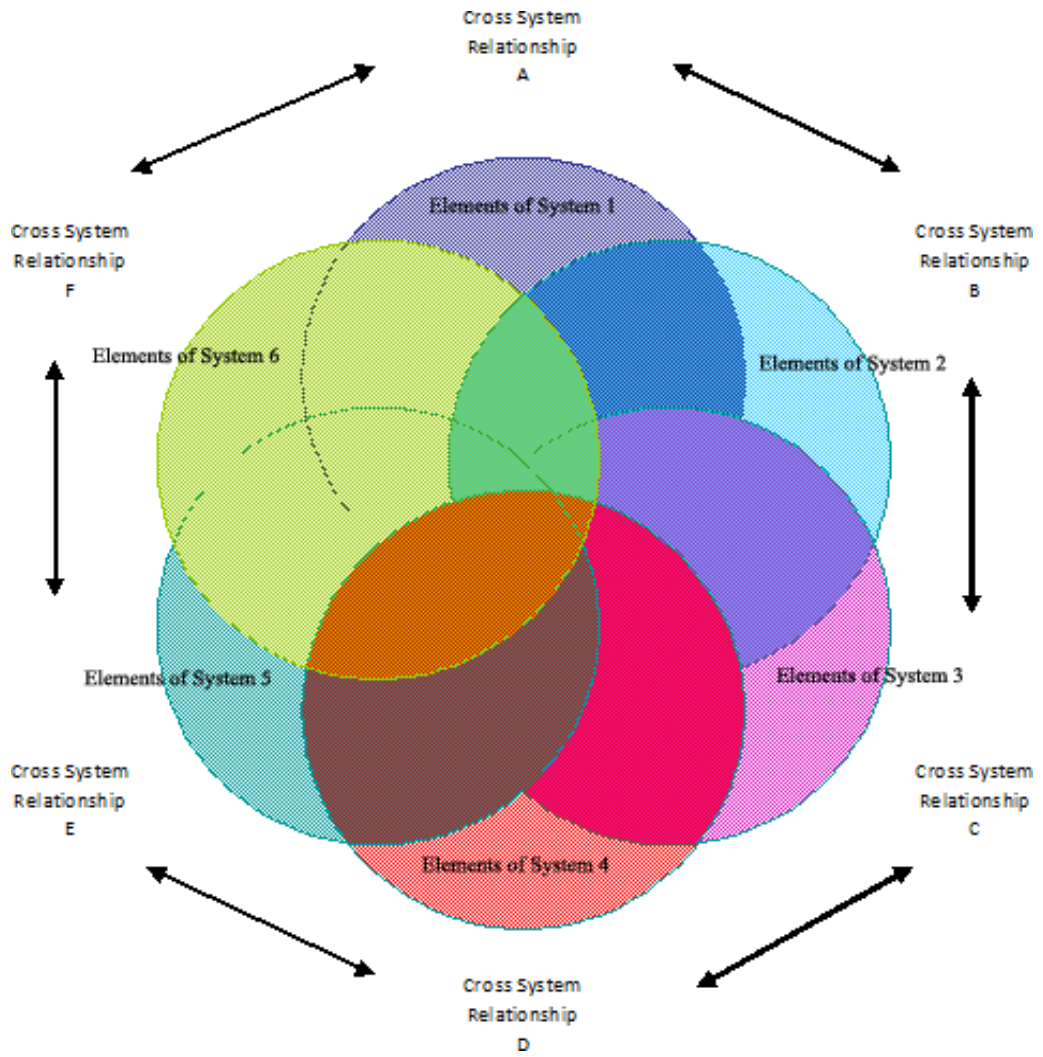 Cross System
Relationship
A
Elements of System 1
Cross System
Relationship
F
Cross System
Relationship
B
Elements of System 6
Elements of System 2
Elements of System 5
Elements of System 3
Cross System
Relationship
E
Cross System
Relationship
C
Elements of System 4
Cross System
Relationship
D